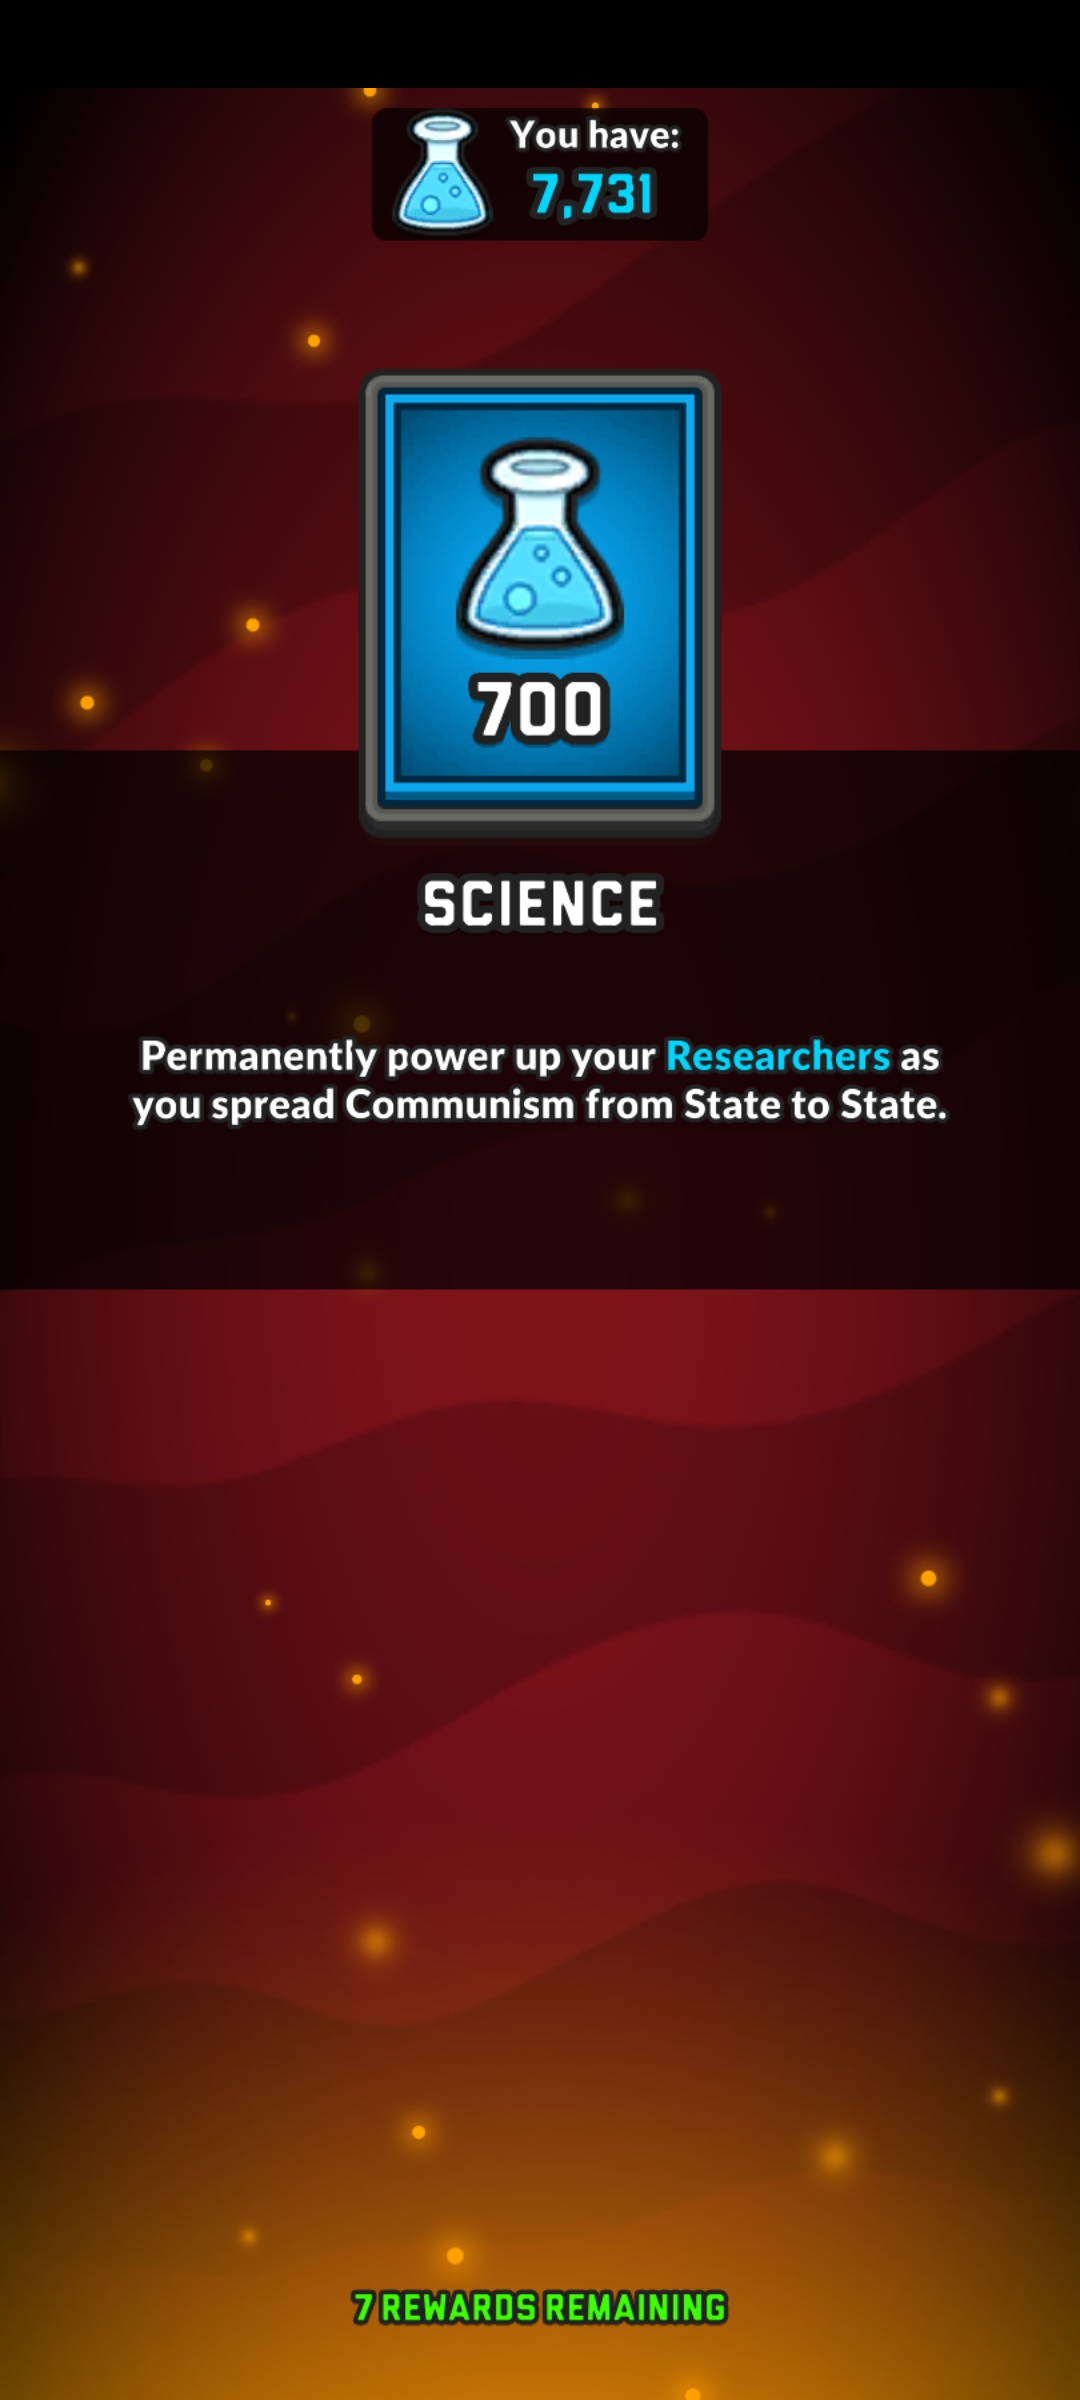 You have:
7,731
700
SCIENCE
Permanently power up your Researchers as
you spread Communism from State to State.
7 REWARDS REMAINING